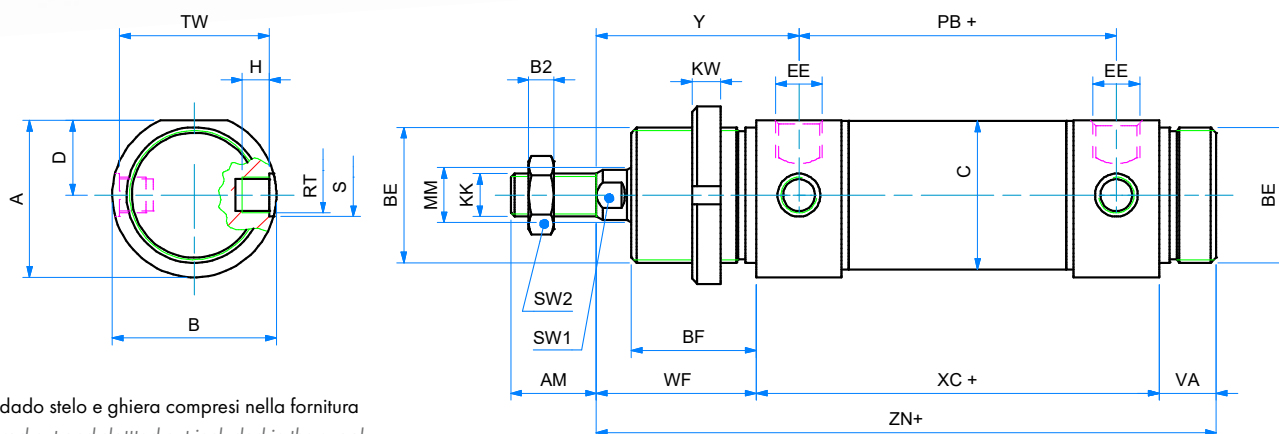 TW
H
D
A
RT
S
B
Y
PB +
B2
KW
EE
EE
BE
MM
KK
C
BE
SW2
SW1
BF
AM
WF
XC +
VA
ZN+
dado stelo e ghiera compresi nella fornitura